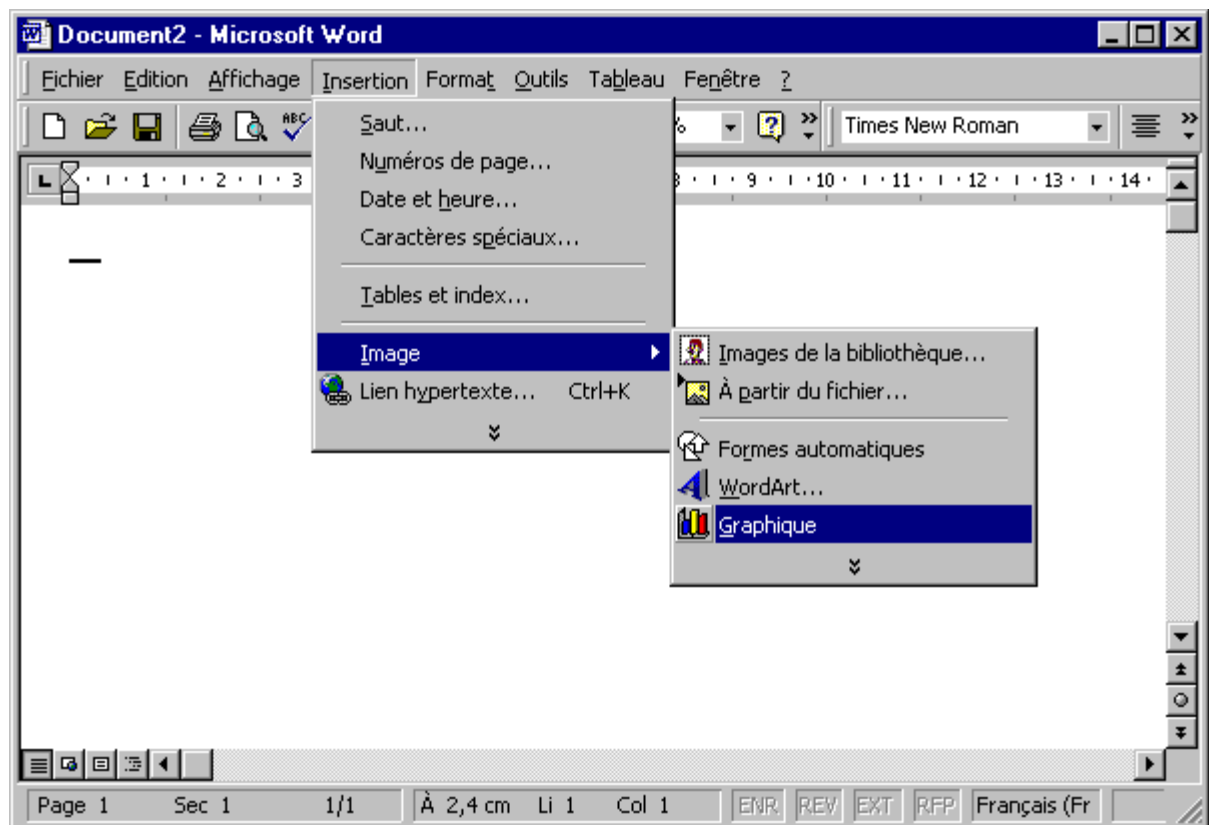 Document2 - Microsoft Word
Fichier Edition Affichage Insertion Format Outils Tableau Fenêtre ?
ABC % Times New Roman
1 2 3 8 9 10 11 12 13 14
Saut...
Numéros de page...
Date et heure...
Caractères spéciaux...
Tables et index...
Image
Lien hypertexte... Ctrl+K
Images de la bibliothèque...
À partir du fichier...
Formes automatiques
WordArt...
Graphique
Page 1 Sec 1 1/1 À 2,4 cm Li 1 Col 1 ENR REV EXT RFP Français (Fr